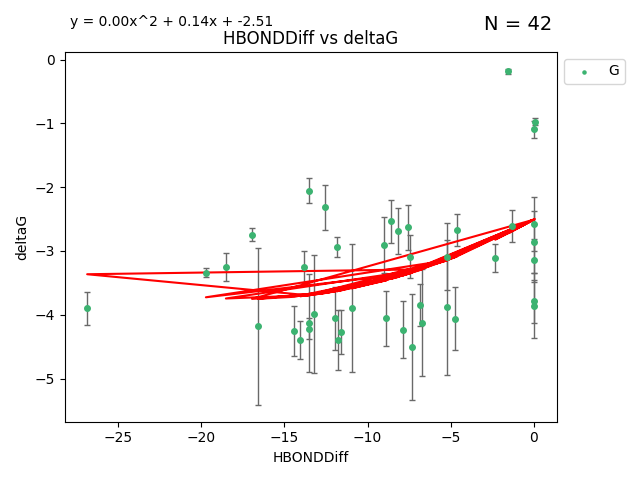 y = 0.00x^2 + 0.14x + -2.51
N = 42
HBONDDiff vs deltaG
G
0
−1
−2
−3
−4
−5
deltaG
−25
−20
−15
−10
−5
0
HBONDDiff